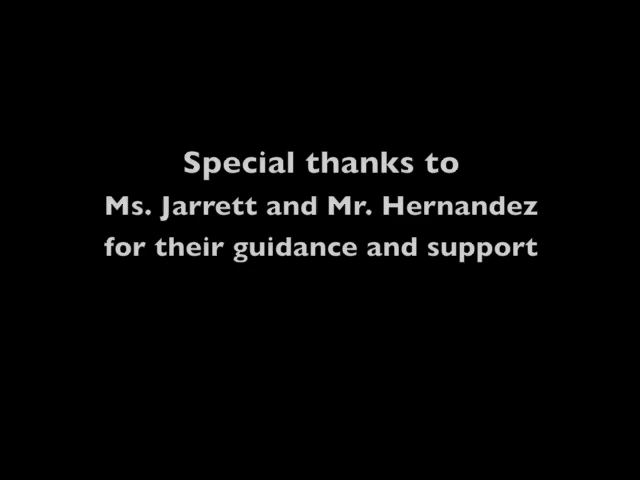 Special thanks to
Ms. Jarrett and Mr. Hernandez
for their guidance and support